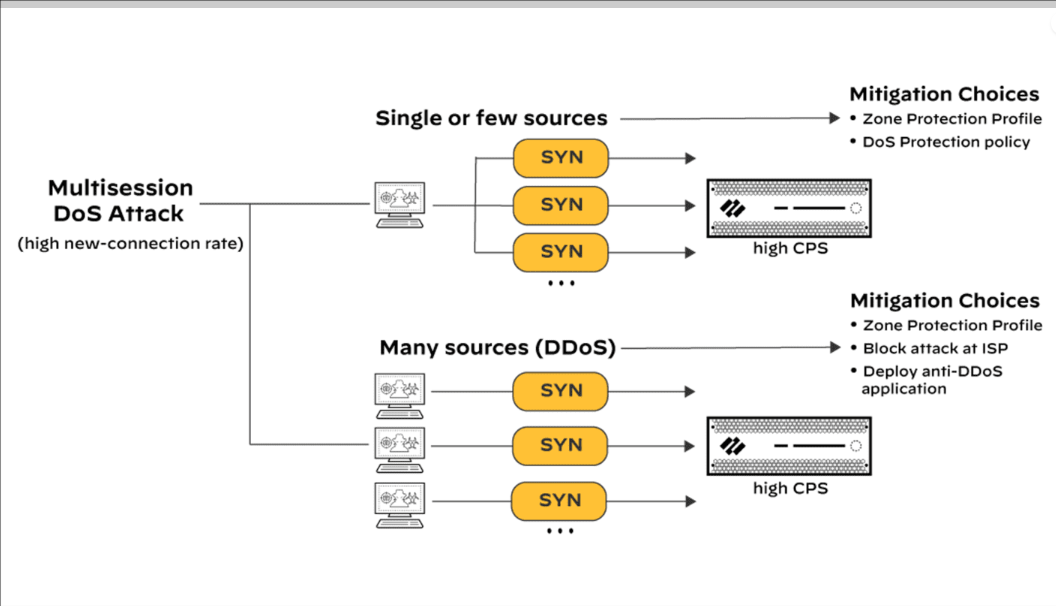 Multisession
DoS Attack
(high new-connection rate)
Single or few sources
SYN
SYN
SYN
• • •
Mitigation Choices
• Zone Protection Profile
• DoS Protection policy
high CPS
Many sources (DDoS)
SYN
SYN
SYN
• • •
Mitigation Choices
• Zone Protection Profile
• Block attack at ISP
• Deploy anti-DDoS
application
high CPS